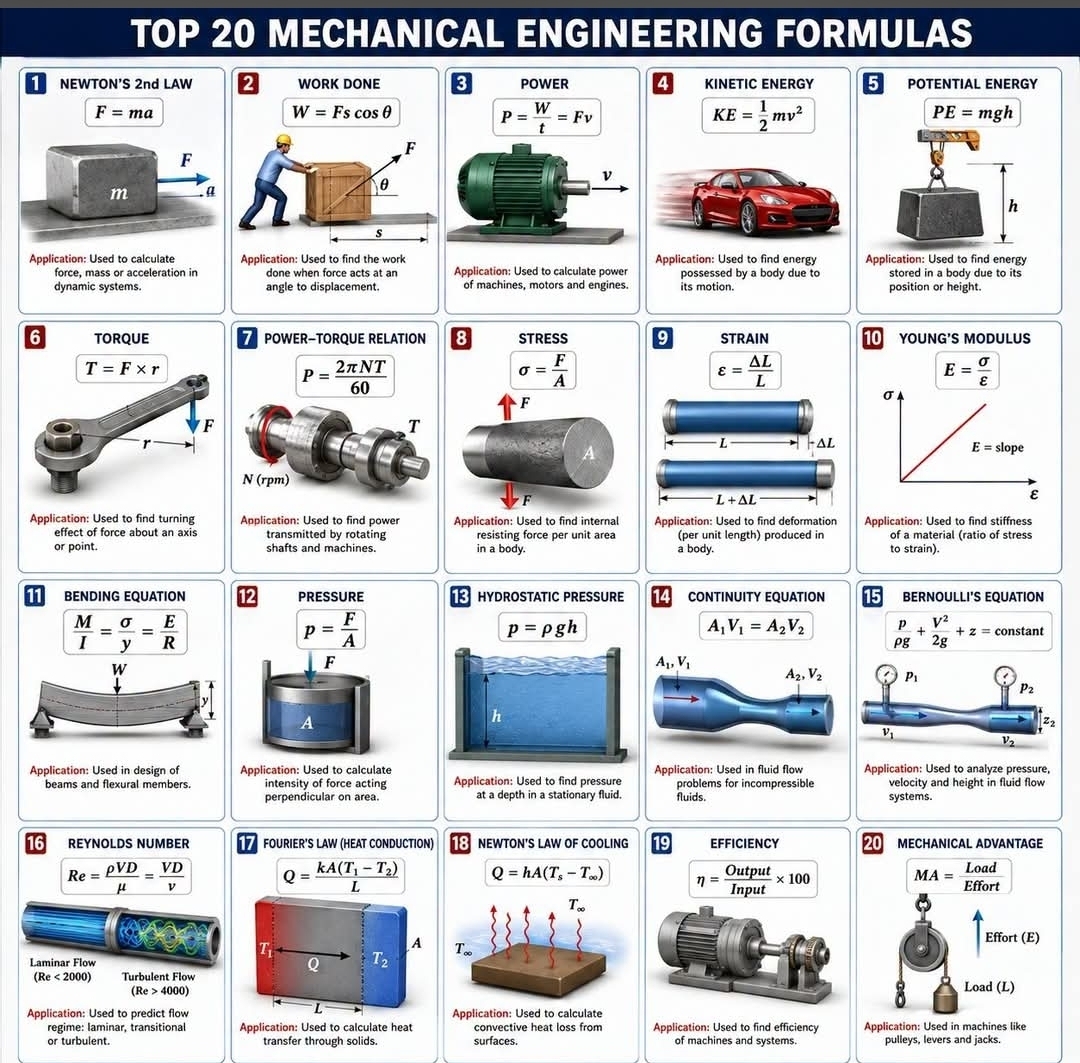 TOP 20 MECHANICAL ENGINEERING FORMULAS
1 NEWTON'S 2nd LAW
F = ma
m
F
a
Application: Used to calculate
force, mass or acceleration in
dynamic systems.
2 WORK DONE
W = Fs cos θ
F
θ
s
Application: Used to find the work
done when force acts at an
angle to displacement.
3 POWER
P = W/t = Fv
v
Application: Used to calculate power
of machines, motors and engines.
4 KINETIC ENERGY
KE = 1/2 mv²
Application: Used to find energy
possessed by a body due to
its motion.
5 POTENTIAL ENERGY
PE = mgh
h
Application: Used to find energy
stored in a body due to its
position or height.
6 TORQUE
T = F × r
F
r
Application: Used to find turning
effect of force about an axis
or point.
7 POWER–TORQUE RELATION
P = 2πNT/60
T
N (rpm)
Application: Used to find power
transmitted by rotating
shafts and machines.
8 STRESS
σ = F/A
F
A
F
Application: Used to find internal
resisting force per unit area
in a body.
9 STRAIN
ε = ΔL/L
L
ΔL
L + ΔL
Application: Used to find deformation
(per unit length) produced in
a body.
10 YOUNG'S MODULUS
E = σ/ε
σ
E = slope
ε
Application: Used to find stiffness
of a material (ratio of stress
to strain).
11 BENDING EQUATION
M/I = σ/y = E/R
W
y
Application: Used in design of
beams and flexural members.
12 PRESSURE
p = F/A
F
A
Application: Used to calculate
intensity of force acting
perpendicular on area.
13 HYDROSTATIC PRESSURE
p = ρgh
h
Application: Used to find pressure
at a depth in a stationary fluid.
14 CONTINUITY EQUATION
A₁V₁ = A₂V₂
A₁, V₁
A₂, V₂
Application: Used in fluid flow
problems for incompressible
fluids.
15 BERNOULLI'S EQUATION
p/ρg + V²/2g + z = constant
p₁
p₂
z₂
v₁
v₂
Application: Used to analyze pressure,
velocity and height in fluid flow
systems.
16 REYNOLDS NUMBER
Re = ρVD/μ = VD/ν
Laminar Flow
(Re < 2000)
Turbulent Flow
(Re > 4000)
Application: Used to predict flow
regime: laminar, transitional
or turbulent.
17 FOURIER'S LAW (HEAT CONDUCTION)
Q = kA(T₁ − T₂)/L
T₁
Q
T₂
A
L
Application: Used to calculate heat
transfer through solids.
18 NEWTON'S LAW OF COOLING
Q = hA(Tₛ − T∞)
T∞
T∞
Application: Used to calculate
convective heat loss from
surfaces.
19 EFFICIENCY
η = Output/Input × 100
Application: Used to find efficiency
of machines and systems.
20 MECHANICAL ADVANTAGE
MA = Load/Effort
Effort (E)
Load (L)
Application: Used in machines like
pulleys, levers and jacks.